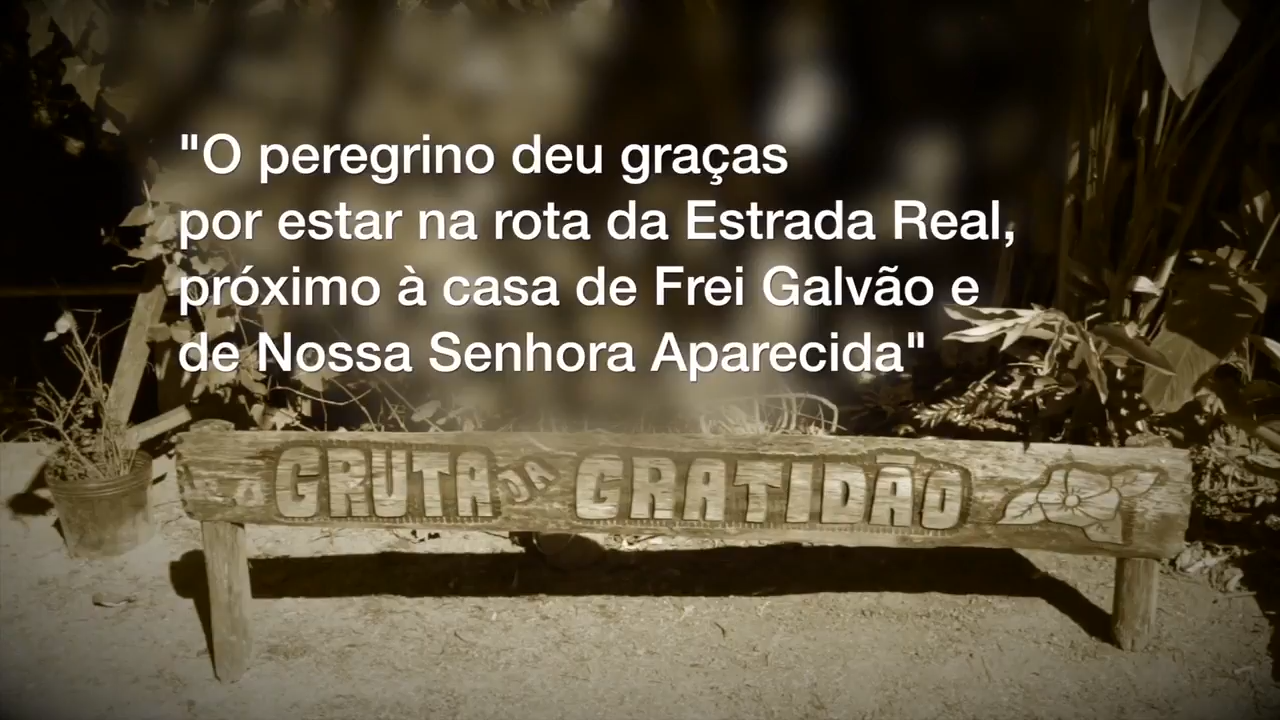 "O peregrino deu graças
por estar na rota da Estrada Real,
próximo à casa de Frei Galvão e
de Nossa Senhora Aparecida"
GRUTA DA GRATIDÃO